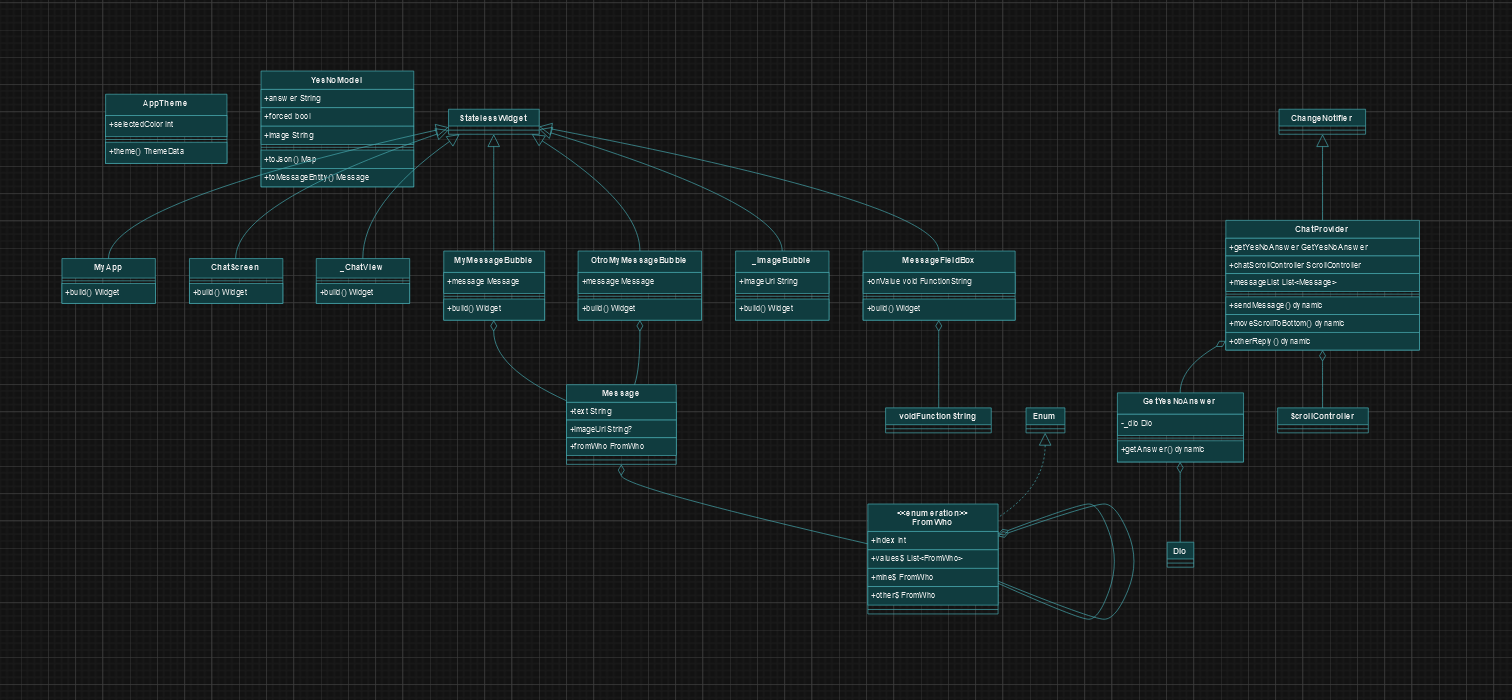 AppTheme
+selectedColor int
+theme() ThemeData
YesNoModel
+answer String
+forced bool
+image String
+toJson() Map
+toMessageEntity() Message
StatelessWidget
ChangeNotifier
MyApp
+build() Widget
ChatScreen
+build() Widget
_ChatView
+build() Widget
MyMessageBubble
+message Message
+build() Widget
OtroMyMessageBubble
+message Message
+build() Widget
_ImageBubble
+imageUrl String
+build() Widget
MessageFieldBox
+onValue void FunctionString
+build() Widget
ChatProvider
+getYesNoAnswer GetYesNoAnswer
+chatScrollController ScrollController
+messageList List<Message>
+sendMessage() dynamic
+moveScrollToBottom() dynamic
+otherReply() dynamic
Message
+text String
+imageUrl String?
+fromWho FromWho
voidFunctionString
Enum
GetYesNoAnswer
-_dio Dio
+getAnswer() dynamic
ScrollController
<<enumeration>>
FromWho
+index int
+values$ List<FromWho>
+mine$ FromWho
+other$ FromWho
Dio